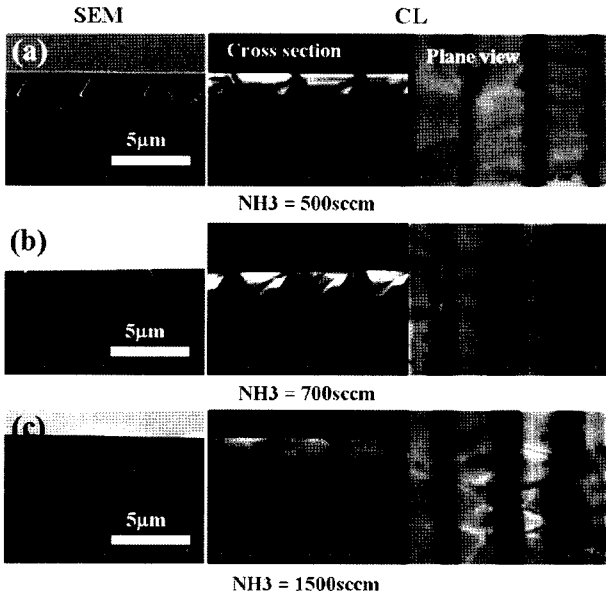 SEM CL
(a) Cross section Plane view
5μm
NH3 = 500sccm
(b)
5μm
NH3 = 700sccm
(c)
5μm
NH3 = 1500sccm